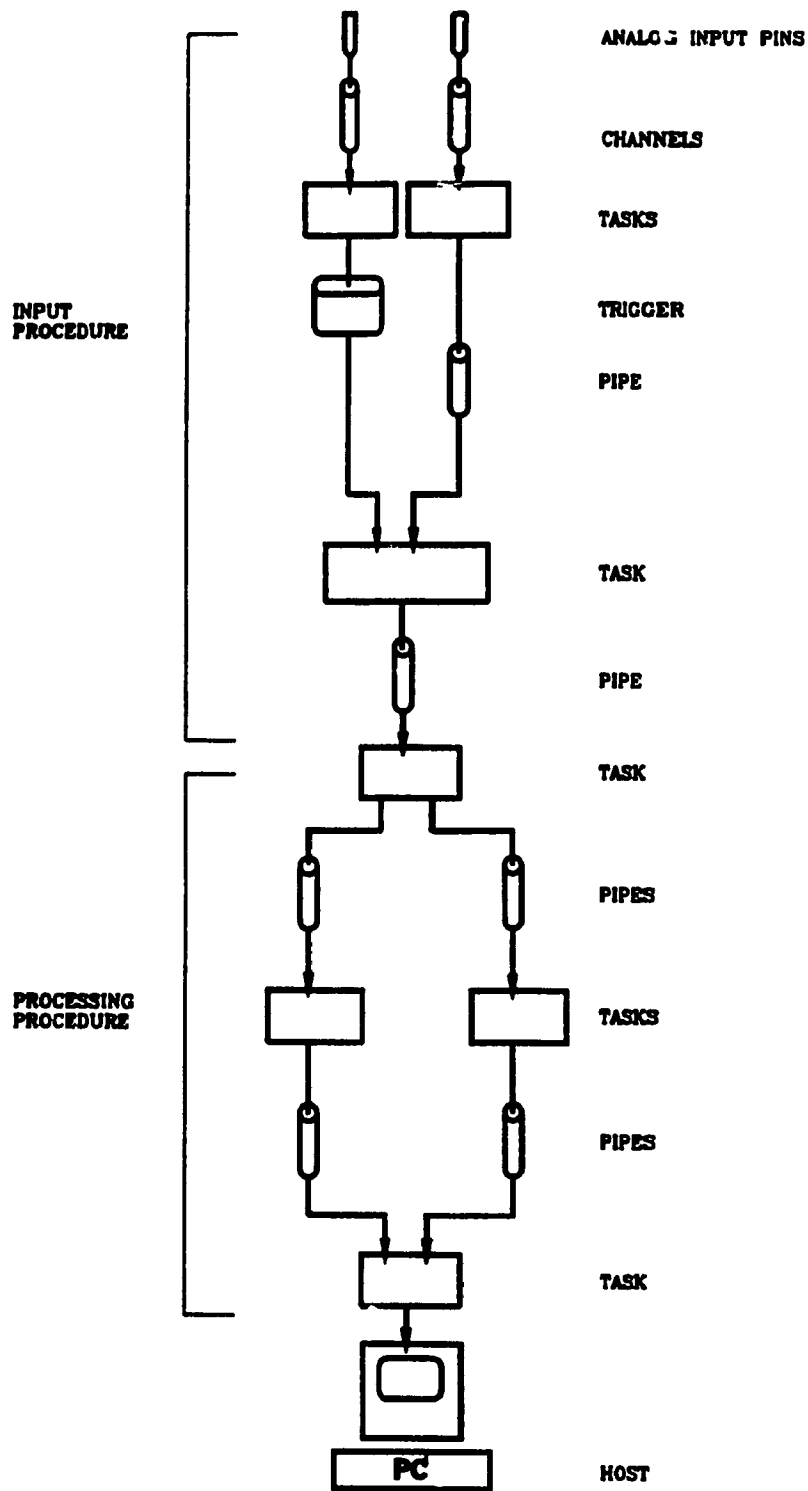 ANALOG INPUT PINS
CHANNELS
TASKS
INPUT
PROCEDURE
TRIGGER
PIPE
TASK
PIPE
TASK
PIPES
PROCESSING
PROCEDURE
TASKS
PIPES
TASK
PC
HOST